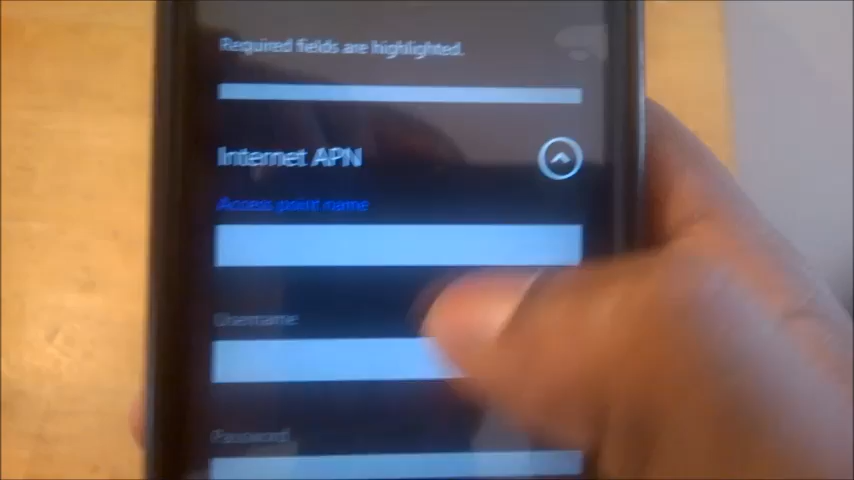 Required fields are highlighted.
Internet APN
Access point name
Username
Password